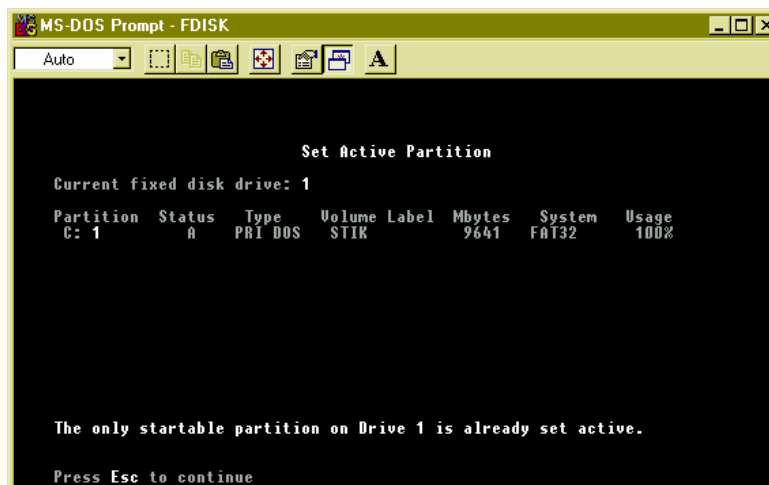 MS-DOS Prompt - FDISK
Auto
A
Set Active Partition
Current fixed disk drive: 1
Partition Status Type Volume Label Mbytes System Usage
C: 1 A PRI DOS STIK 9641 FAT32 100%
The only startable partition on Drive 1 is already set active.
Press Esc to continue